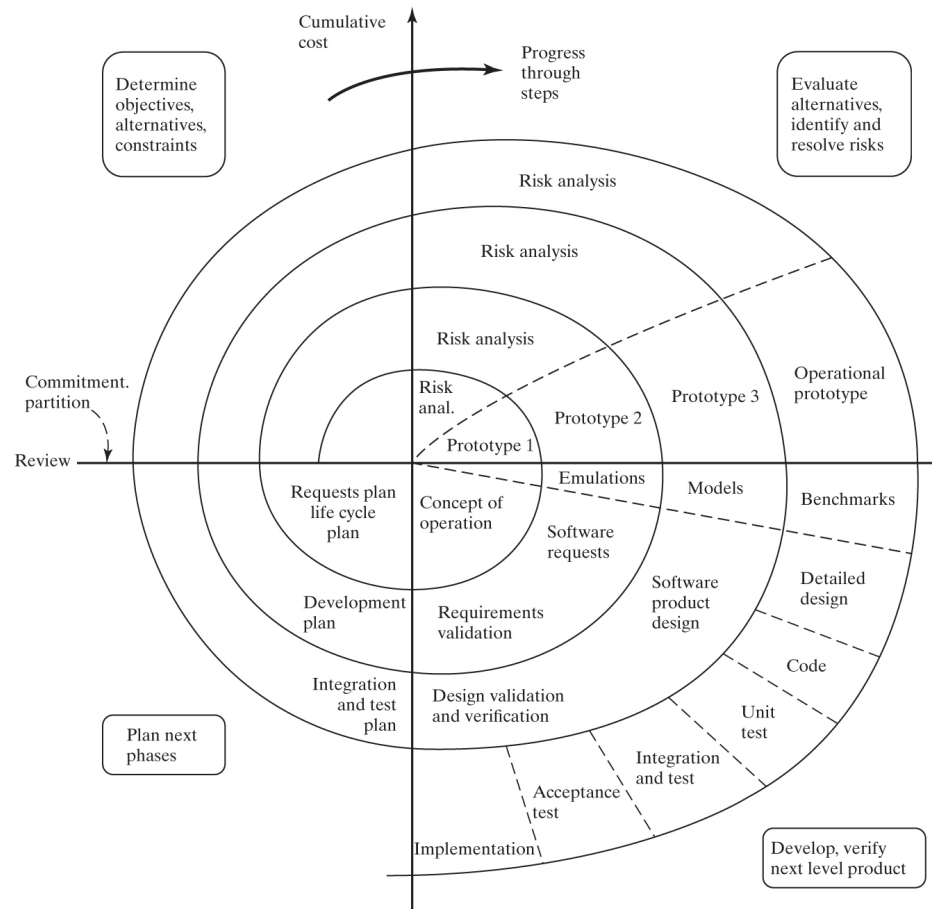 Cumulative
cost
Progress
through
steps
Determine
objectives,
alternatives,
constraints
Evaluate
alternatives,
identify and
resolve risks
Risk analysis
Risk analysis
Risk analysis
Risk
anal.
Operational
prototype
Prototype 3
Prototype 2
Prototype 1
Commitment.
partition
Review
Emulations
Models
Benchmarks
Requests plan
life cycle
plan
Concept of
operation
Software
requests
Detailed
design
Software
product
design
Development
plan
Requirements
validation
Code
Integration
and test
plan
Design validation
and verification
Unit
test
Plan next
phases
Integration
and test
Acceptance
test
Implementation
Develop, verify
next level product